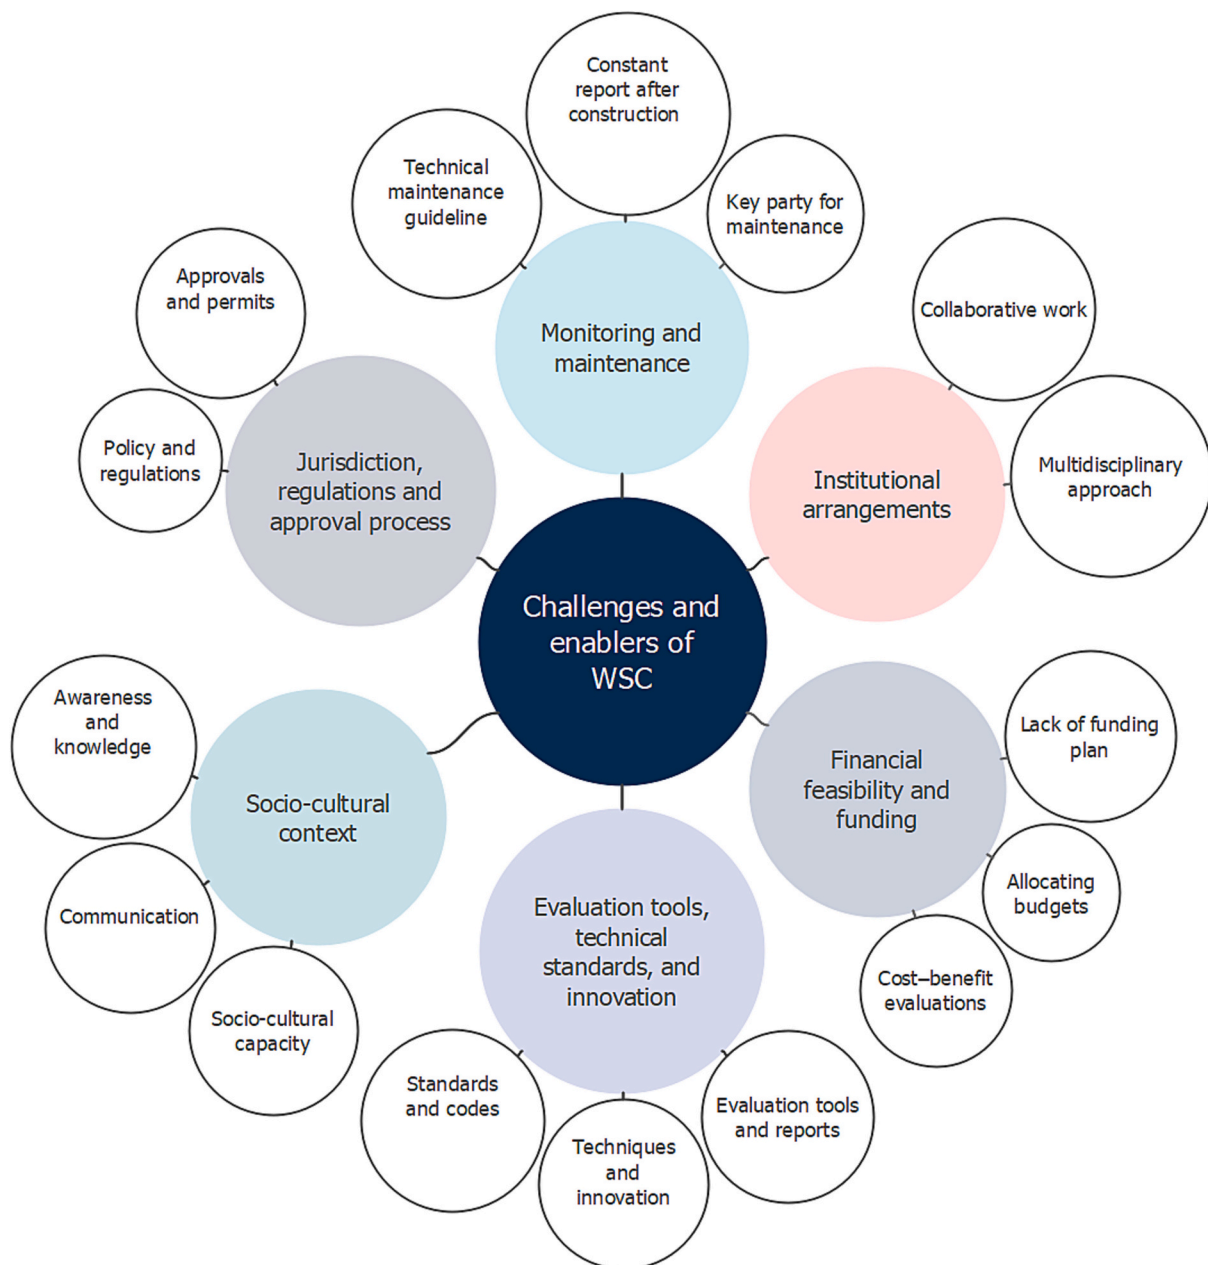 Constant
report after
construction
Technical
maintenance
guideline
Key party for
maintenance
Approvals
and permits
Collaborative work
Monitoring and
maintenance
Policy and
regulations
Jurisdiction,
regulations and
approval process
Institutional
arrangements
Multidisciplinary
approach
Challenges and
enablers of
WSC
Awareness
and
knowledge
Lack of funding
plan
Socio-cultural
context
Financial
feasibility and
funding
Communication
Allocating
budgets
Evaluation tools,
technical
standards, and
innovation
Cost–benefit
evaluations
Socio-cultural
capacity
Standards
and codes
Techniques
and
innovation
Evaluation tools
and reports